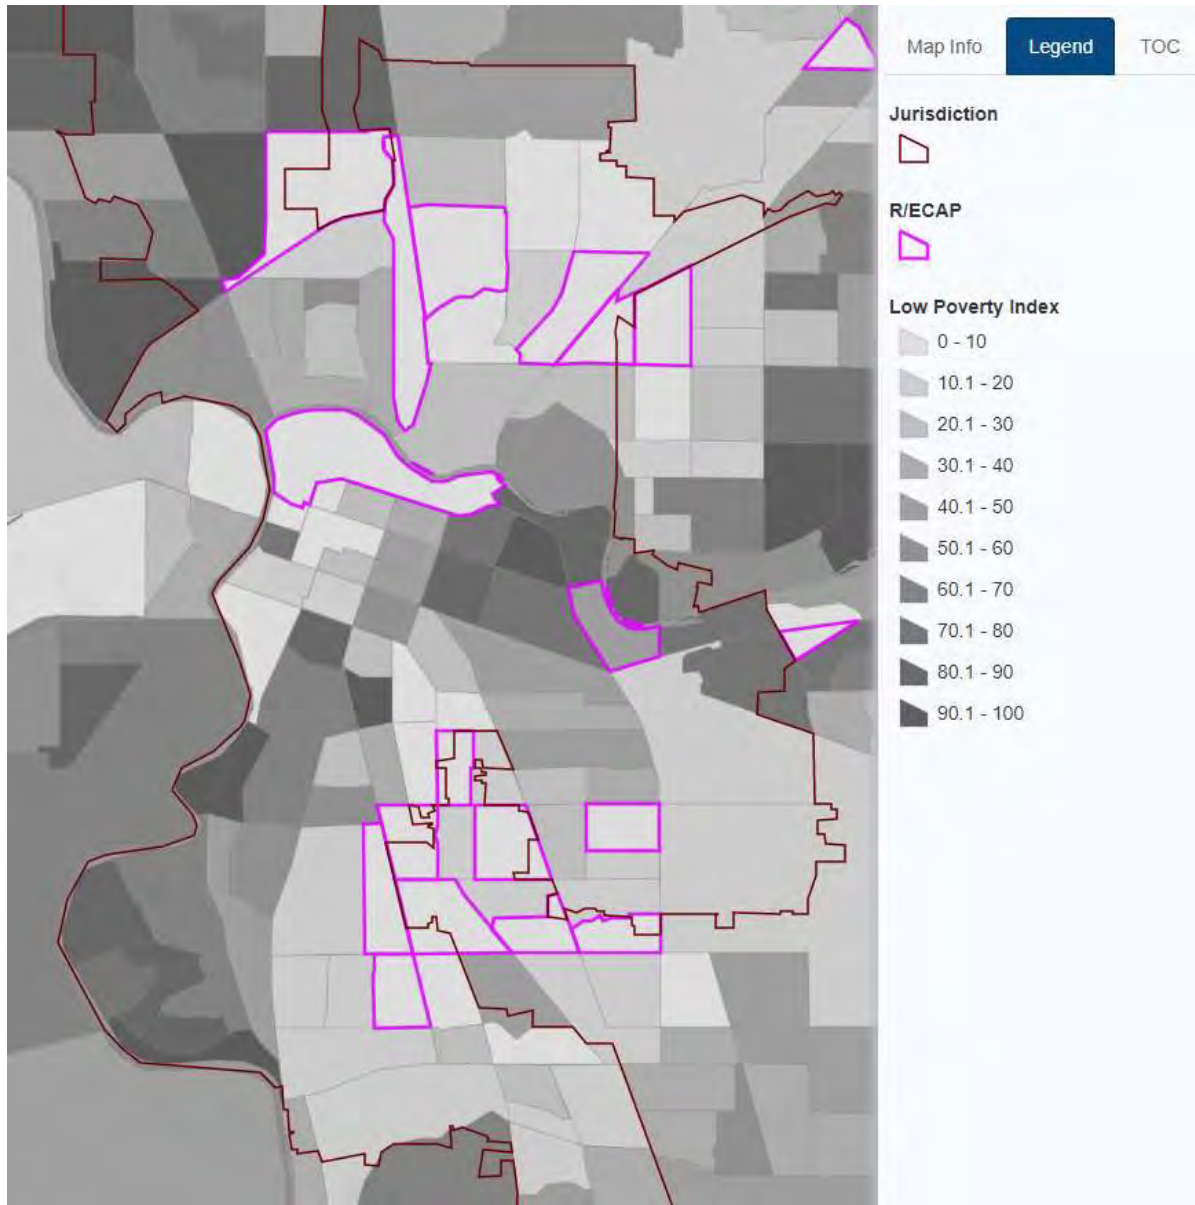 Map Info Legend TOC
Jurisdiction
R/ECAP
Low Poverty Index
0 - 10
10.1 - 20
20.1 - 30
30.1 - 40
40.1 - 50
50.1 - 60
60.1 - 70
70.1 - 80
80.1 - 90
90.1 - 100